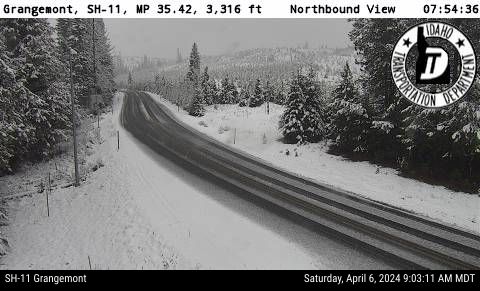 Grangemont, SH-11, MP 35.42, 3,316 ft Northbound View 07:54:36
IDAHO
TRANSPORTATION DEPARTMENT
SH-11 Grangemont Saturday, April 6, 2024 9:03:11 AM MDT